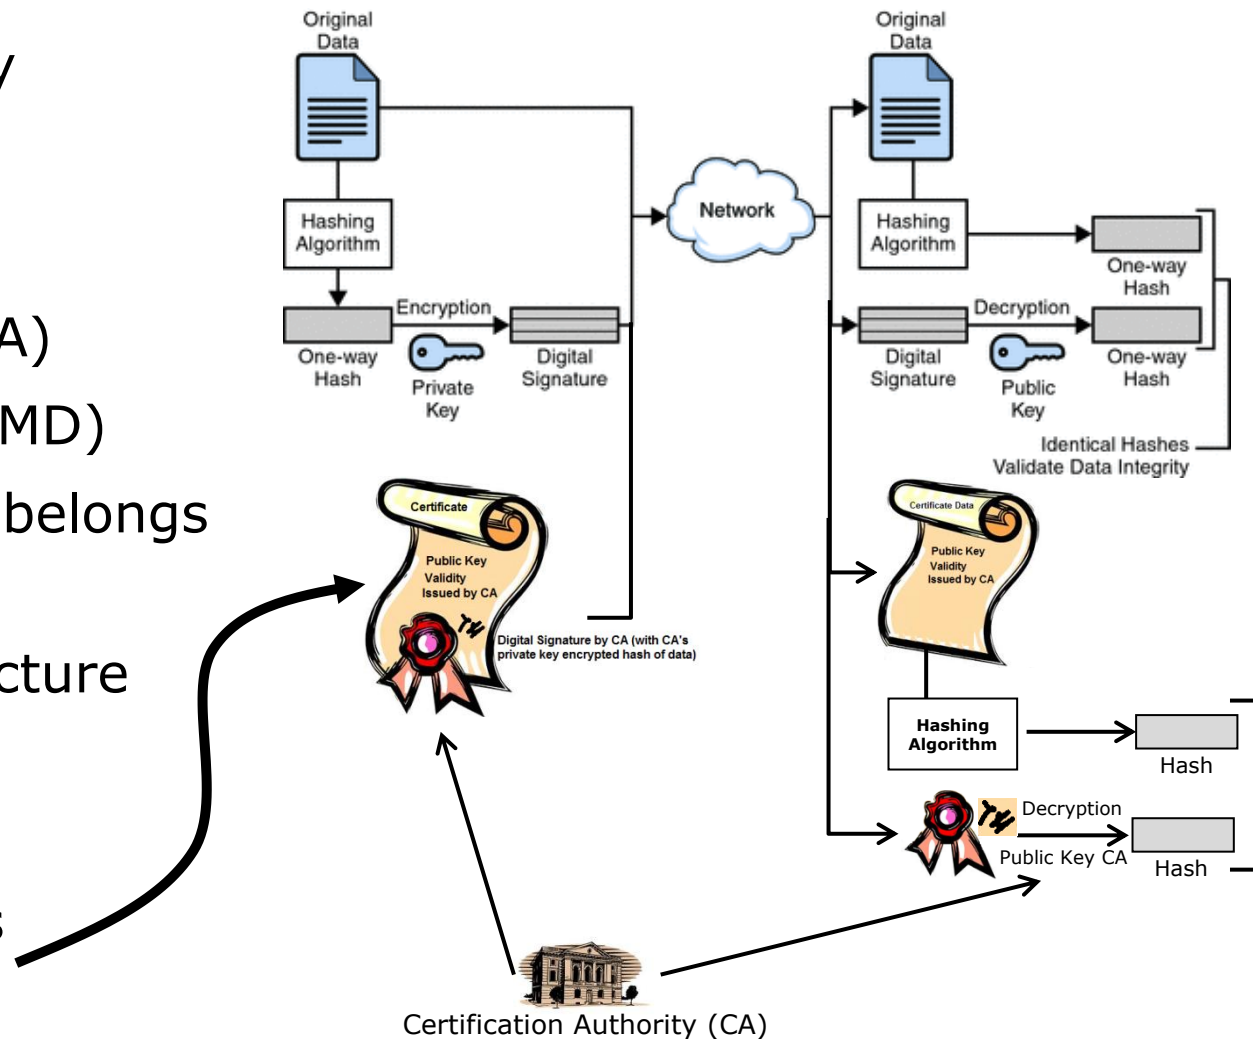 y
A)
MD)
belongs
cture
s
Original
Data
Hashing
Algorithm
One-way
Hash
Encryption
Private
Key
Digital
Signature
Network
Original
Data
Hashing
Algorithm
One-way
Hash
Digital
Signature
Decryption
Public
Key
One-way
Hash
Identical Hashes
Validate Data Integrity
Certificate
Public Key
Validity
Issued by CA
Digital Signature by CA (with CA's
private key encrypted hash of data)
Certificate Data
Public Key
Validity
Issued by CA
Hashing
Algorithm
Hash
Decryption
Public Key CA
Hash
Certification Authority (CA)